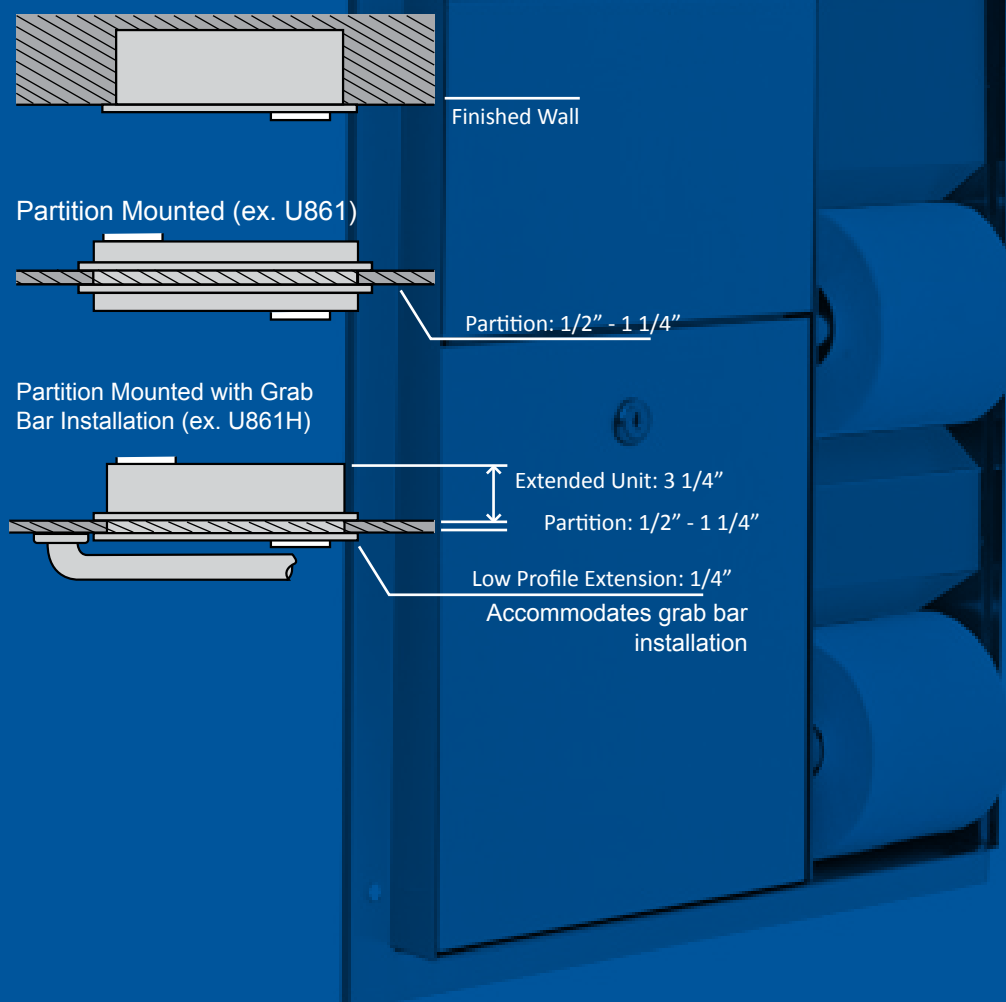 Finished Wall
Partition Mounted (ex. U861)
Partition: 1/2” - 1 1/4”
Partition Mounted with Grab
Bar Installation (ex. U861H)
Extended Unit: 3 1/4”
Partition: 1/2” - 1 1/4”
Low Profile Extension: 1/4”
Accommodates grab bar
installation